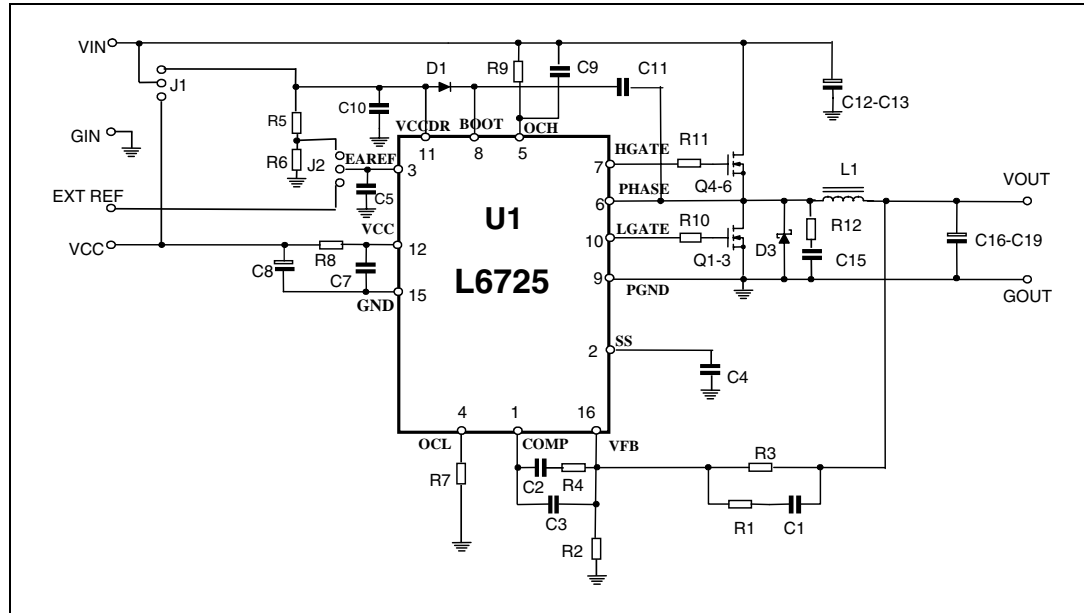 VIN
D1
R9
C9
C11
J1
C10
C12-C13
R5
VCCDR
BOOT
OCH
GIN
11
8
5
R11
R6
J2
EAREF
3
HGATE
7
L1
EXT REF
C5
PHASE
6
Q4-6
VOUT
U1
VCC
LGATE
R10
R12
VCC
12
10
D3
C16-C19
C8
R8
C7
Q1-3
C15
L6725
9
GND
15
PGND
GOUT
SS
2
C4
4
1
16
OCL
COMP
VFB
R3
R7
C2
R4
C3
R1
C1
R2